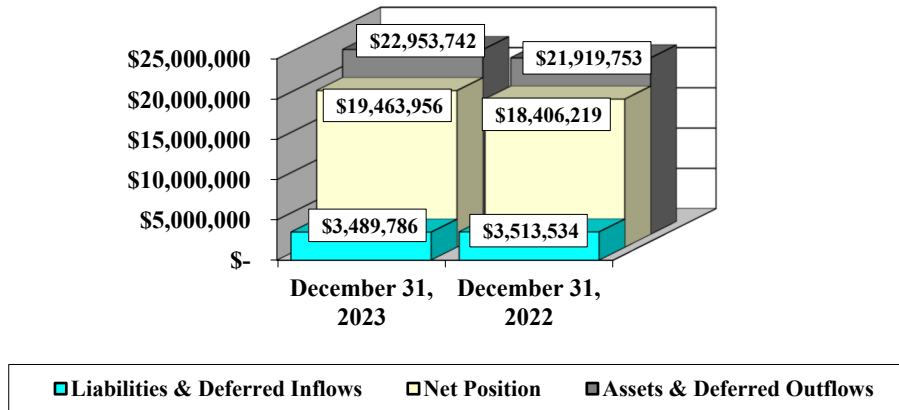 $22,953,742
$21,919,753
$25,000,000
$20,000,000
$19,463,956
$18,406,219
$15,000,000
$10,000,000
$5,000,000
$3,489,786
$3,513,534
$-
December 31,
2023
December 31,
2022
Liabilities & Deferred Inflows
Net Position
Assets & Deferred Outflows